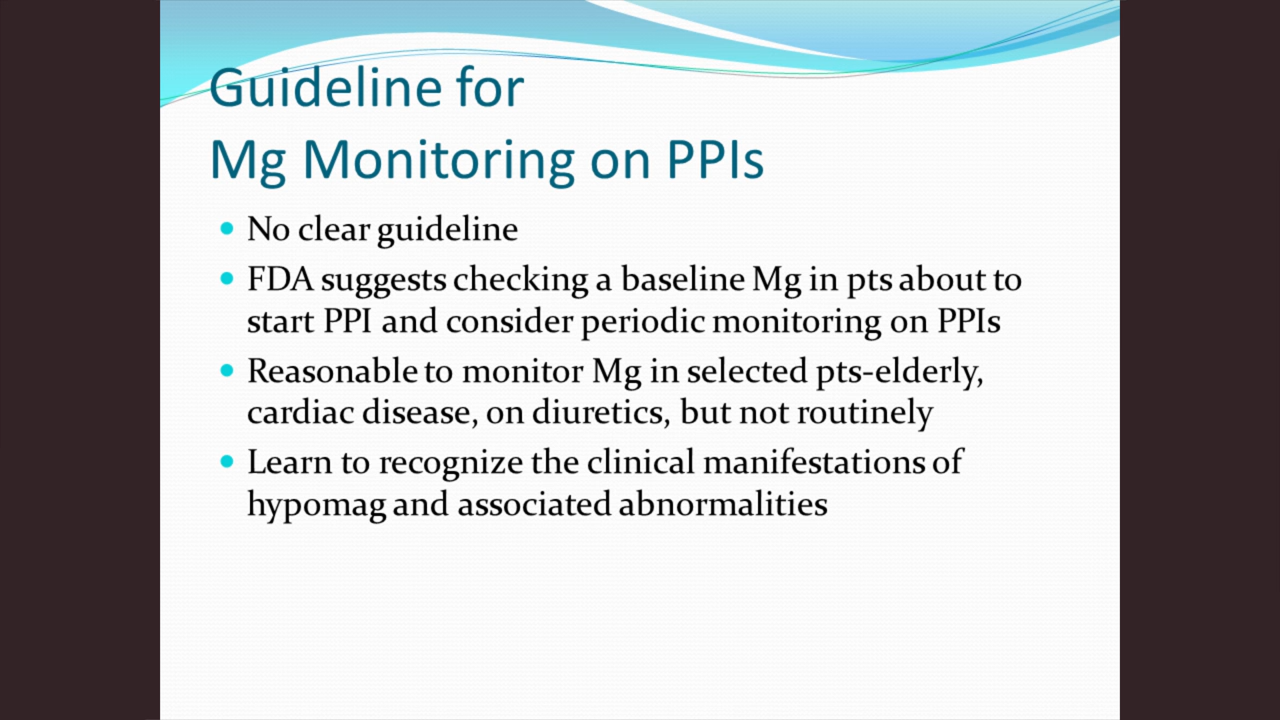 Guideline for
Mg Monitoring on PPIs
• No clear guideline
• FDA suggests checking a baseline Mg in pts about to
start PPI and consider periodic monitoring on PPIs
• Reasonable to monitor Mg in selected pts-elderly,
cardiac disease, on diuretics, but not routinely
• Learn to recognize the clinical manifestations of
hypomag and associated abnormalities